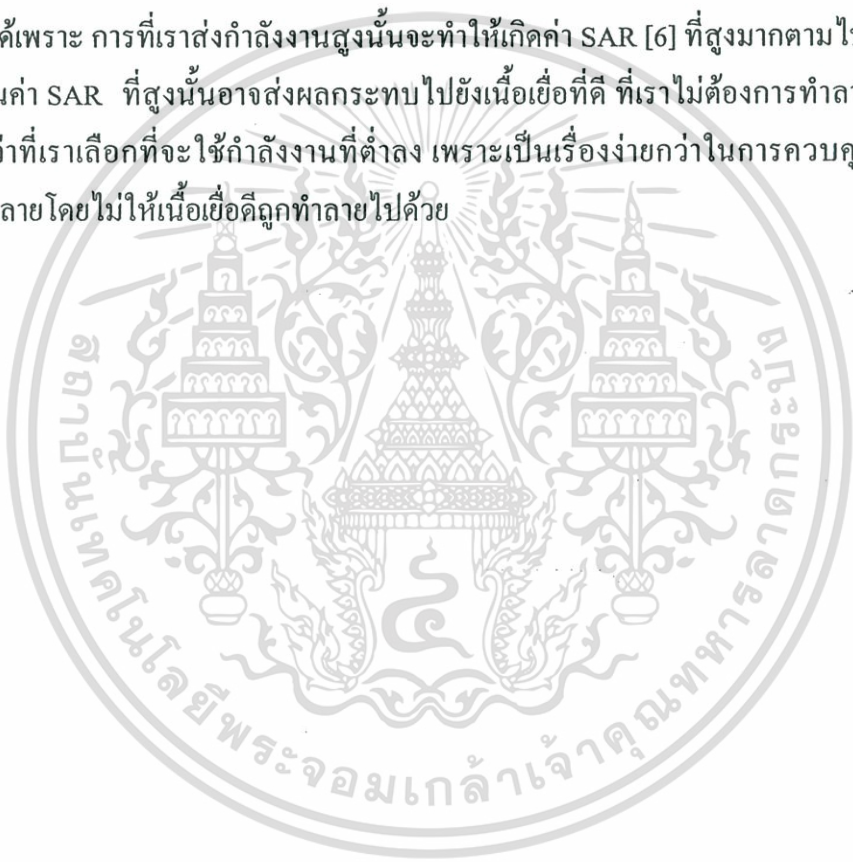 ด้เพราะ การที่เราส่งกำลังงานสูงนั้นจะทำให้เกิดค่า SAR [6] ที่สูงมากตามไ
นค่า SAR ที่สูงนั้นอาจส่งผลกระทบไปยังเนื้อเยื่อที่ดี ที่เราไม่ต้องการทำลา
ว่าที่เราเลือกที่จะใช้กำลังงานที่ต่ำลง เพราะเป็นเรื่องง่ายกว่าในการควบคุ
ลายโดยไม่ให้เนื้อเยื่อดีถูกทำลายไปด้วย
สถาบันเทคโนโลยีพระจอมเกล้าเจ้าคุณทหารลาดกระบัง